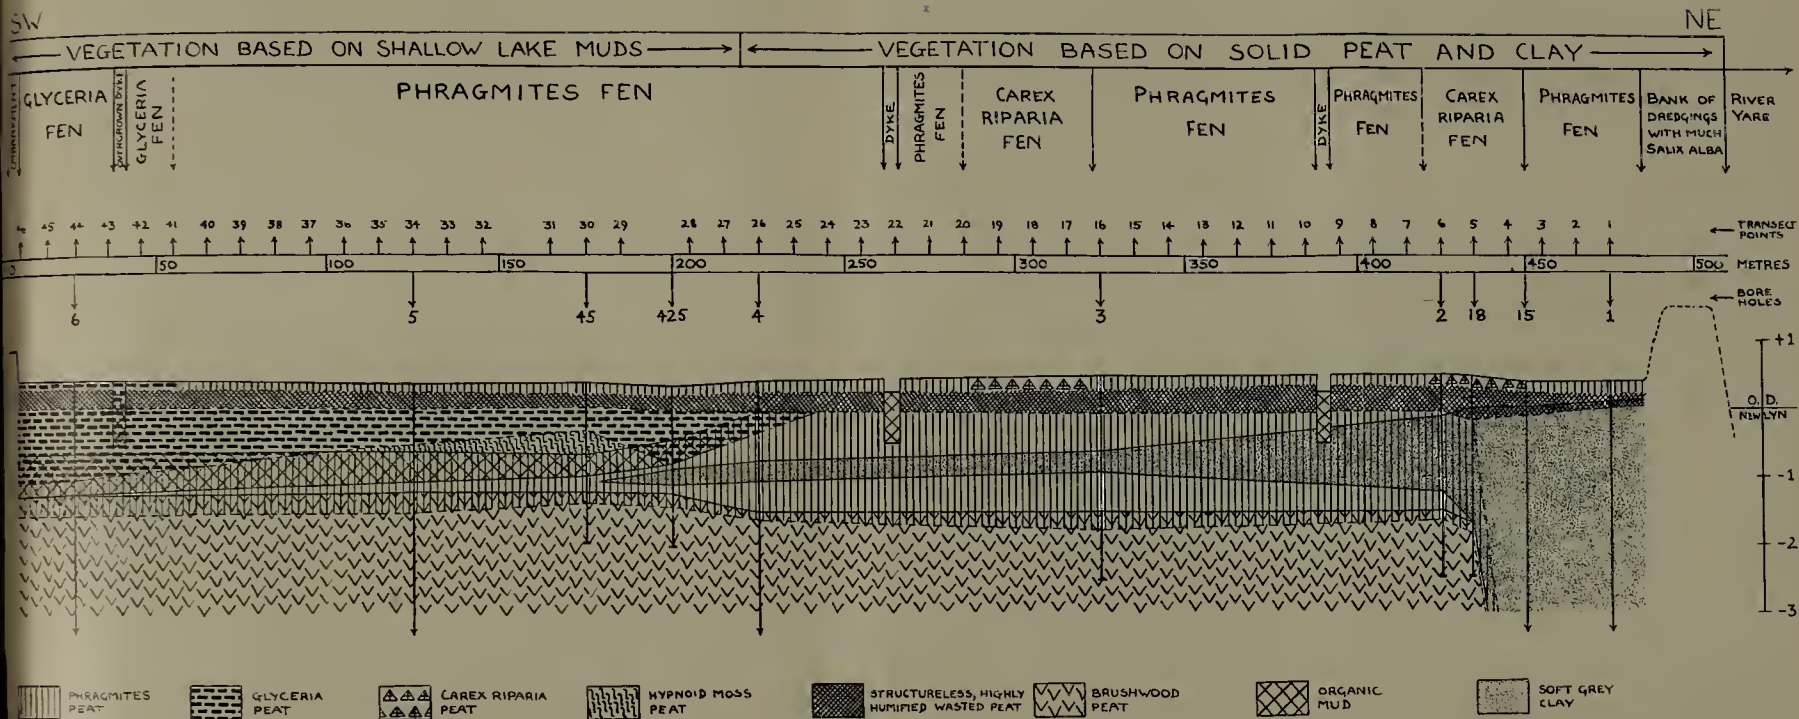 SW
NE
VEGETATION BASED ON SHALLOW LAKE MUDS
VEGETATION BASED ON SOLID PEAT AND CLAY
EMBANKMENT
GLYCERIA
FEN
OVERGROWN DYKE
GLYCERIA
FEN
PHRAGMITES FEN
DYKE
PHRAGMITES
FEN
CAREX
RIPARIA
FEN
PHRAGMITES
FEN
DYKE
PHRAGMITES
FEN
CAREX
RIPARIA
FEN
PHRAGMITES
FEN
BANK OF
DREDGINGS
WITH MUCH
SALIX ALBA
RIVER
YARE
45 44 43 42 41 40 39 38 37 36 35 34 33 32 31 30 29 28 27 26 25 24 23 22 21 20 19 18 17 16 15 14 13 12 11 10 9 8 7 6 5 4 3 2 1
TRANSECT
POINTS
0 50 100 150 200 250 300 350 400 450 500 METRES
BORE
HOLES
6 5 45 425 4 3 2 18 15 1
+1
O.D.
NEWLYN
-1
-2
-3
PHRAGMITES
PEAT
GLYCERIA
PEAT
CAREX RIPARIA
PEAT
HYPNOID MOSS
PEAT
STRUCTURELESS, HIGHLY
HUMIFIED WASTED PEAT
BRUSHWOOD
PEAT
ORGANIC
MUD
SOFT GREY
CLAY